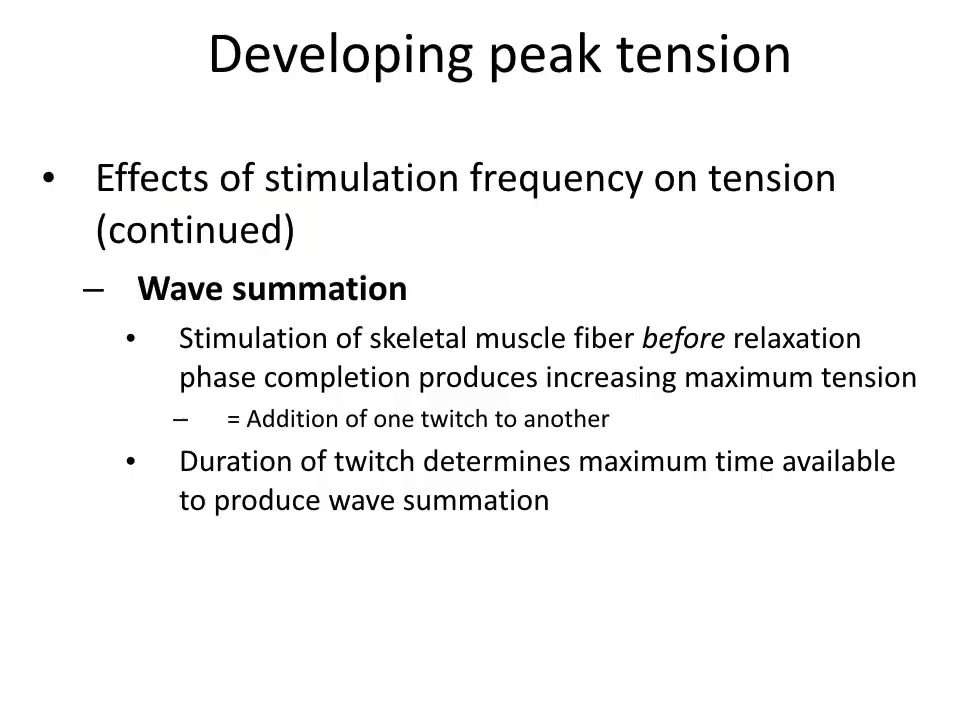 Developing peak tension
• Effects of stimulation frequency on tension
(continued)
– Wave summation
• Stimulation of skeletal muscle fiber before relaxation
phase completion produces increasing maximum tension
– = Addition of one twitch to another
• Duration of twitch determines maximum time available
to produce wave summation